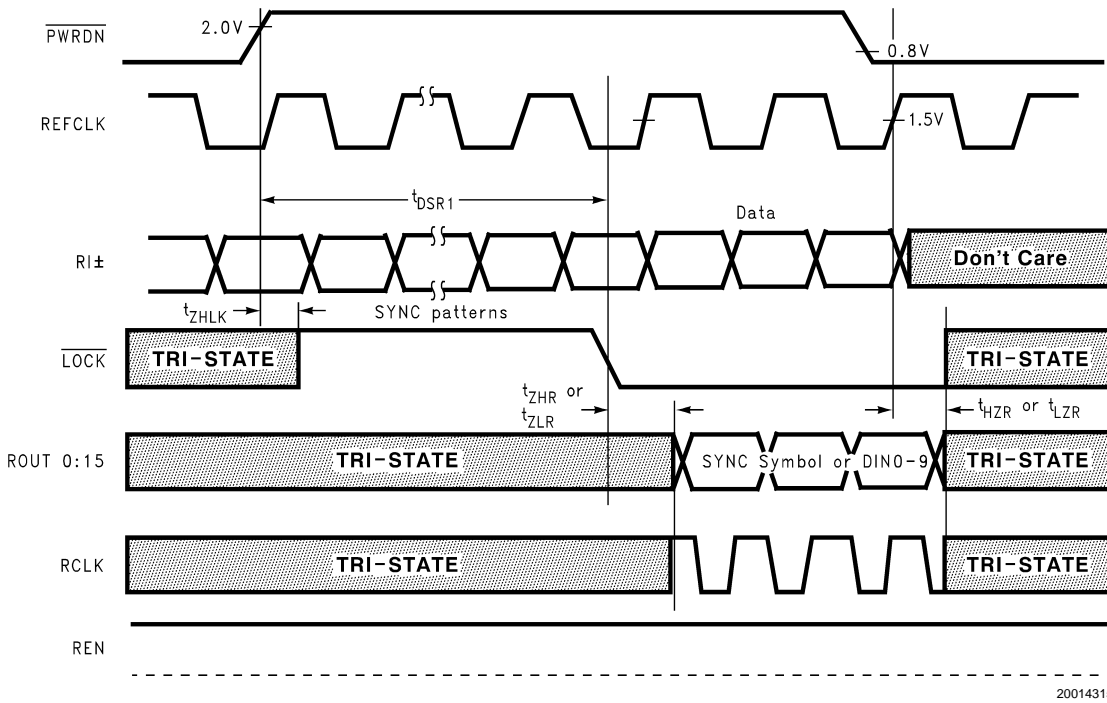 PWRDN
2.0V
0.8V
REFCLK
1.5V
tDSR1
Data
RI±
Don't Care
tZHLK
SYNC patterns
LOCK
TRI-STATE
TRI-STATE
tZHR or
tZLR
tHZR or tLZR
ROUT 0:15
TRI-STATE
SYNC Symbol or DIN0-9
TRI-STATE
RCLK
TRI-STATE
TRI-STATE
REN